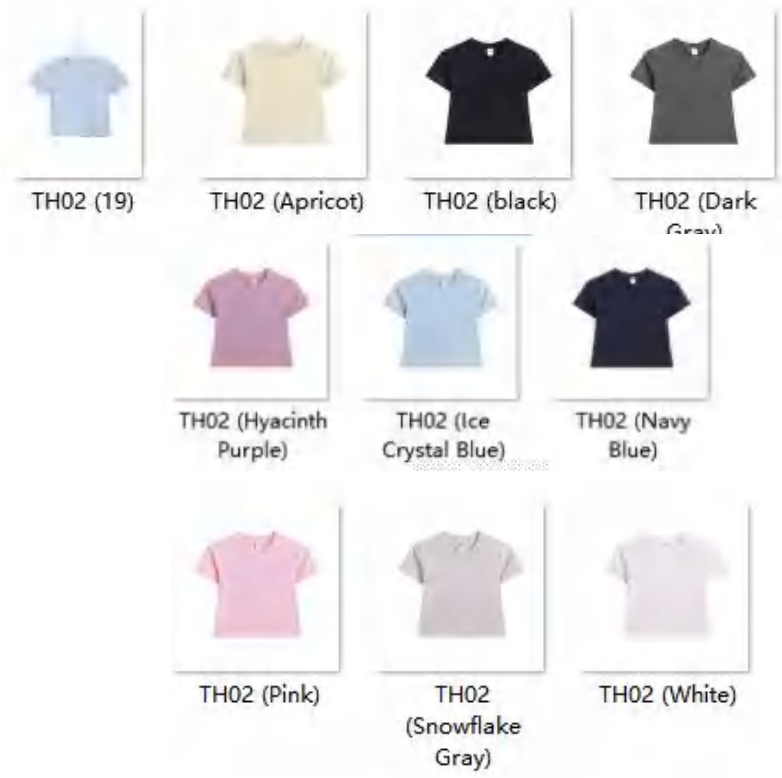 TH02 (19)
TH02 (Apricot)
TH02 (black)
TH02 (Dark
Gray)
TH02 (Hyacinth
Purple)
TH02 (Ice
Crystal Blue)
TH02 (Navy
Blue)
TH02 (Pink)
TH02
(Snowflake
Gray)
TH02 (White)